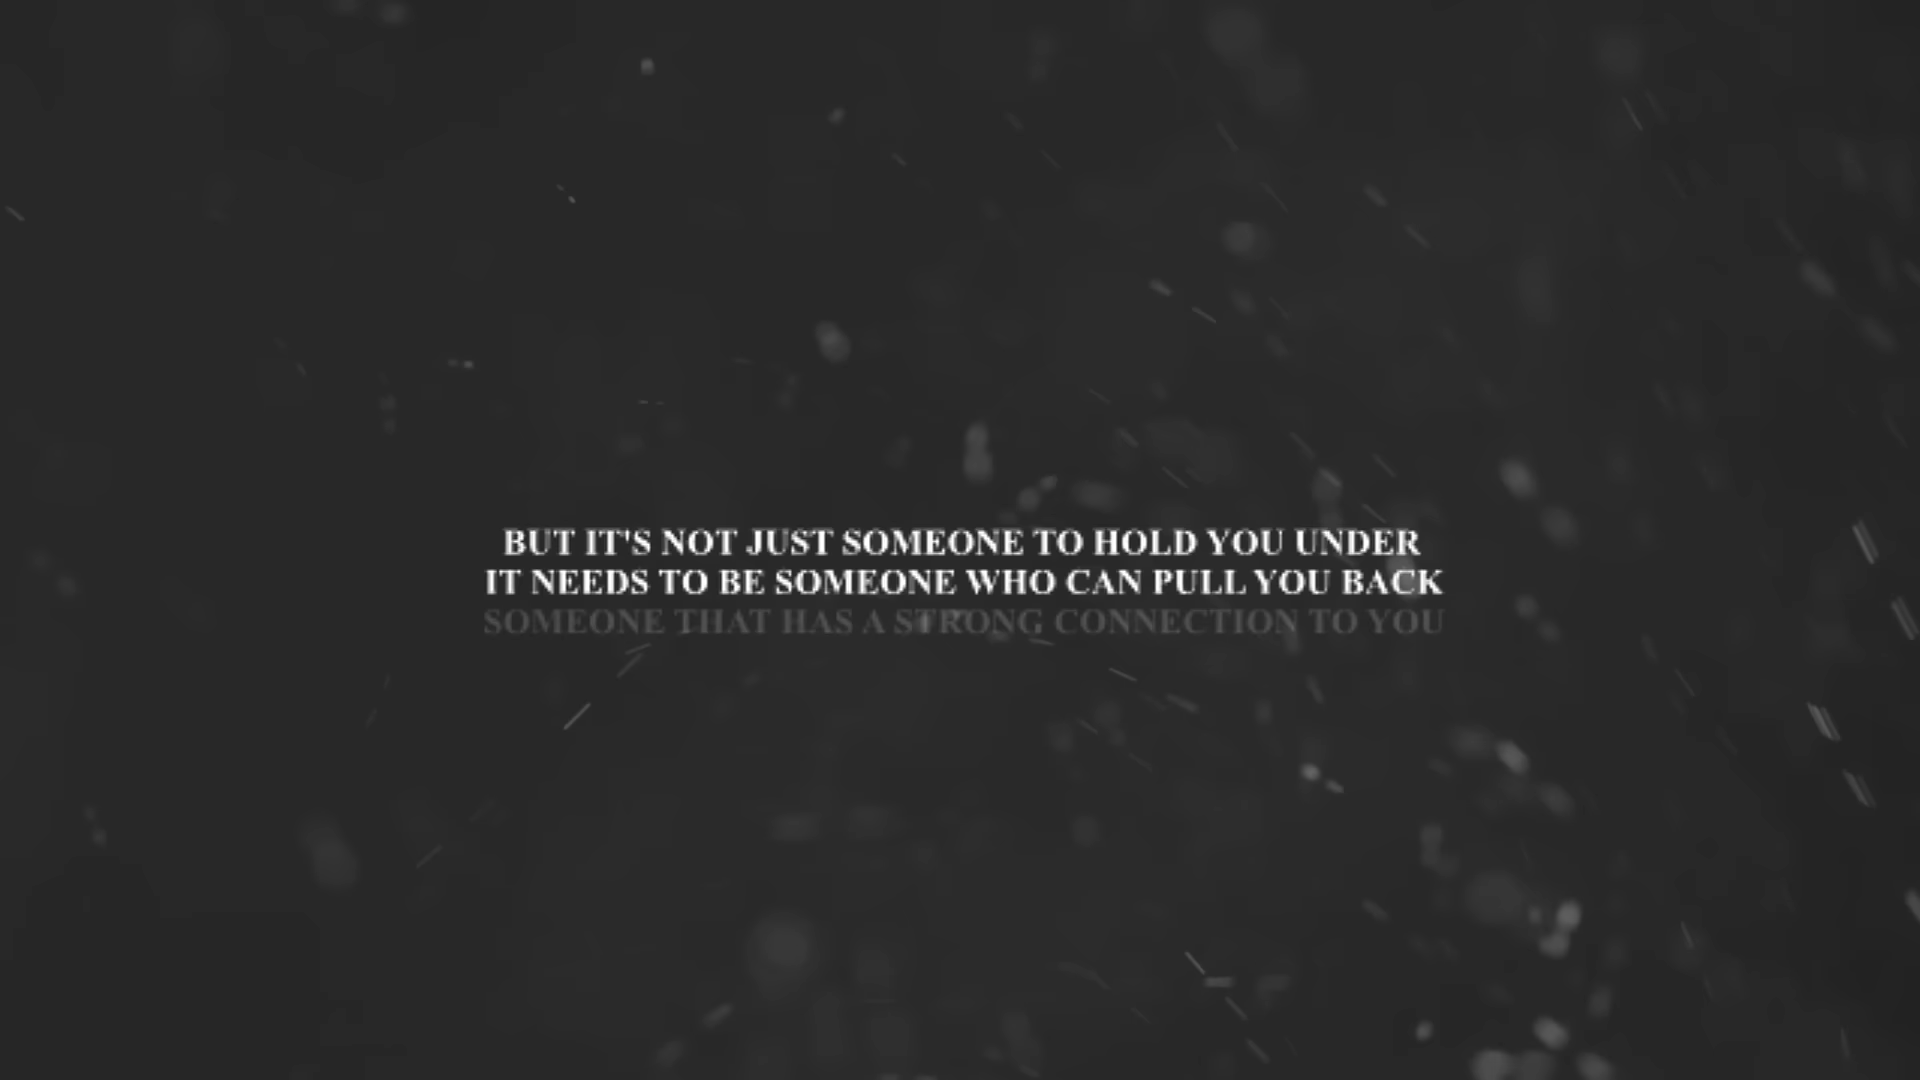 BUT IT'S NOT JUST SOMEONE TO HOLD YOU UNDER
IT NEEDS TO BE SOMEONE WHO CAN PULL YOU BACK
SOMEONE THAT HAS A STRONG CONNECTION TO YOU